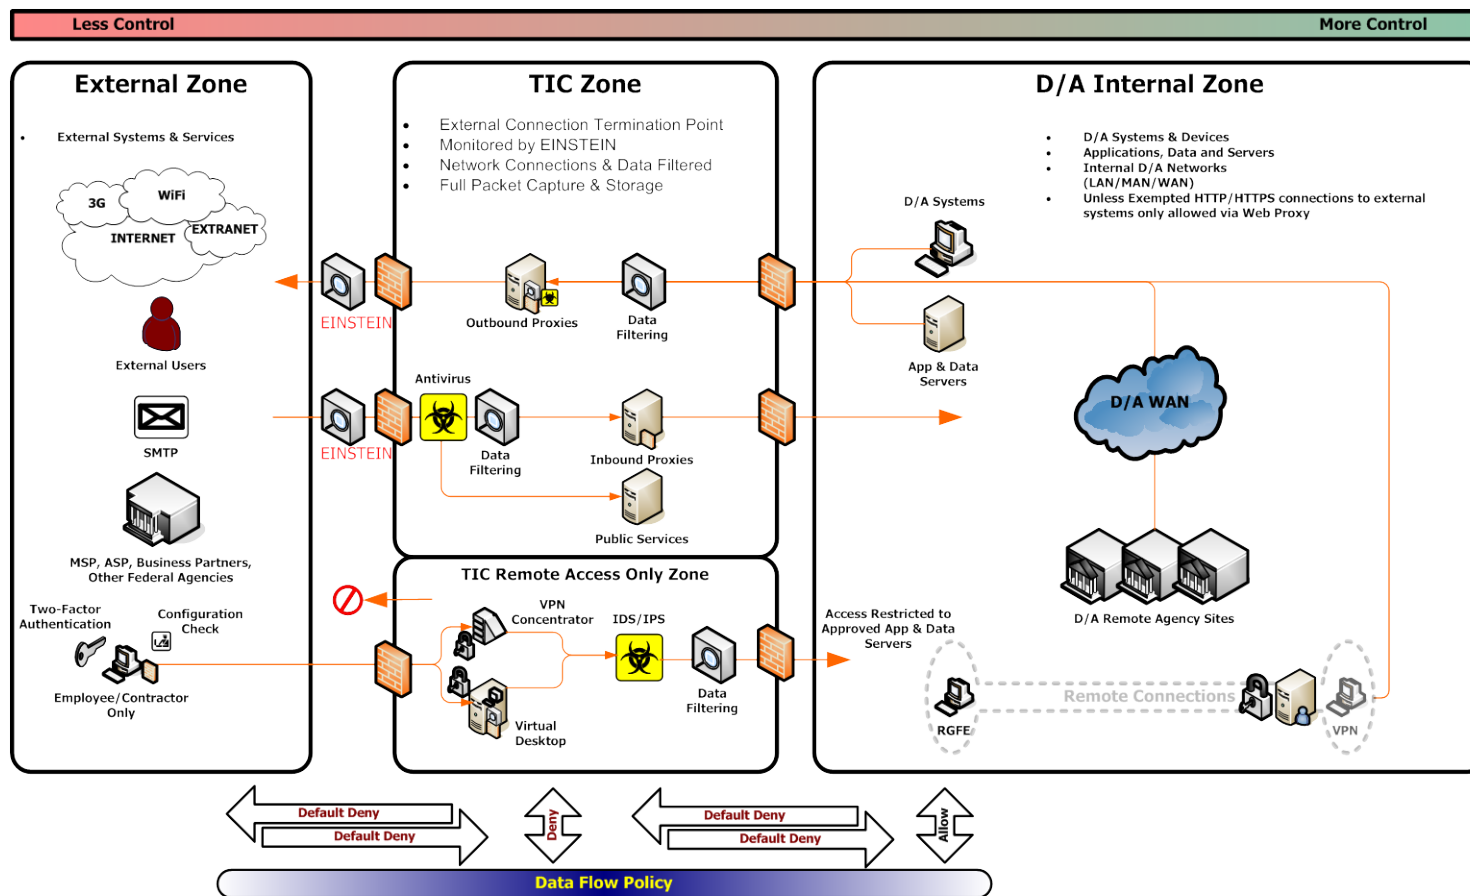 Less Control
More Control
External Zone
External Systems & Services
3G
WiFi
INTERNET
EXTRANET
External Users
SMTP
MSP, ASP, Business Partners,
Other Federal Agencies
Two-Factor
Authentication
Configuration
Check
Employee/Contractor
Only
EINSTEIN
EINSTEIN
TIC Zone
External Connection Termination Point
Monitored by EINSTEIN
Network Connections & Data Filtered
Full Packet Capture & Storage
Outbound Proxies
Data
Filtering
Antivirus
Data
Filtering
Inbound Proxies
Public Services
TIC Remote Access Only Zone
VPN
Concentrator
IDS/IPS
Virtual
Desktop
Data
Filtering
D/A Internal Zone
D/A Systems & Devices
Applications, Data and Servers
Internal D/A Networks
(LAN/MAN/WAN)
Unless Exempted HTTP/HTTPS connections to external
systems only allowed via Web Proxy
D/A Systems
App & Data
Servers
D/A WAN
D/A Remote Agency Sites
Access Restricted to
Approved App & Data
Servers
RGFE
Remote Connections
VPN
Default Deny
Default Deny
Deny
Default Deny
Default Deny
Allow
Data Flow Policy